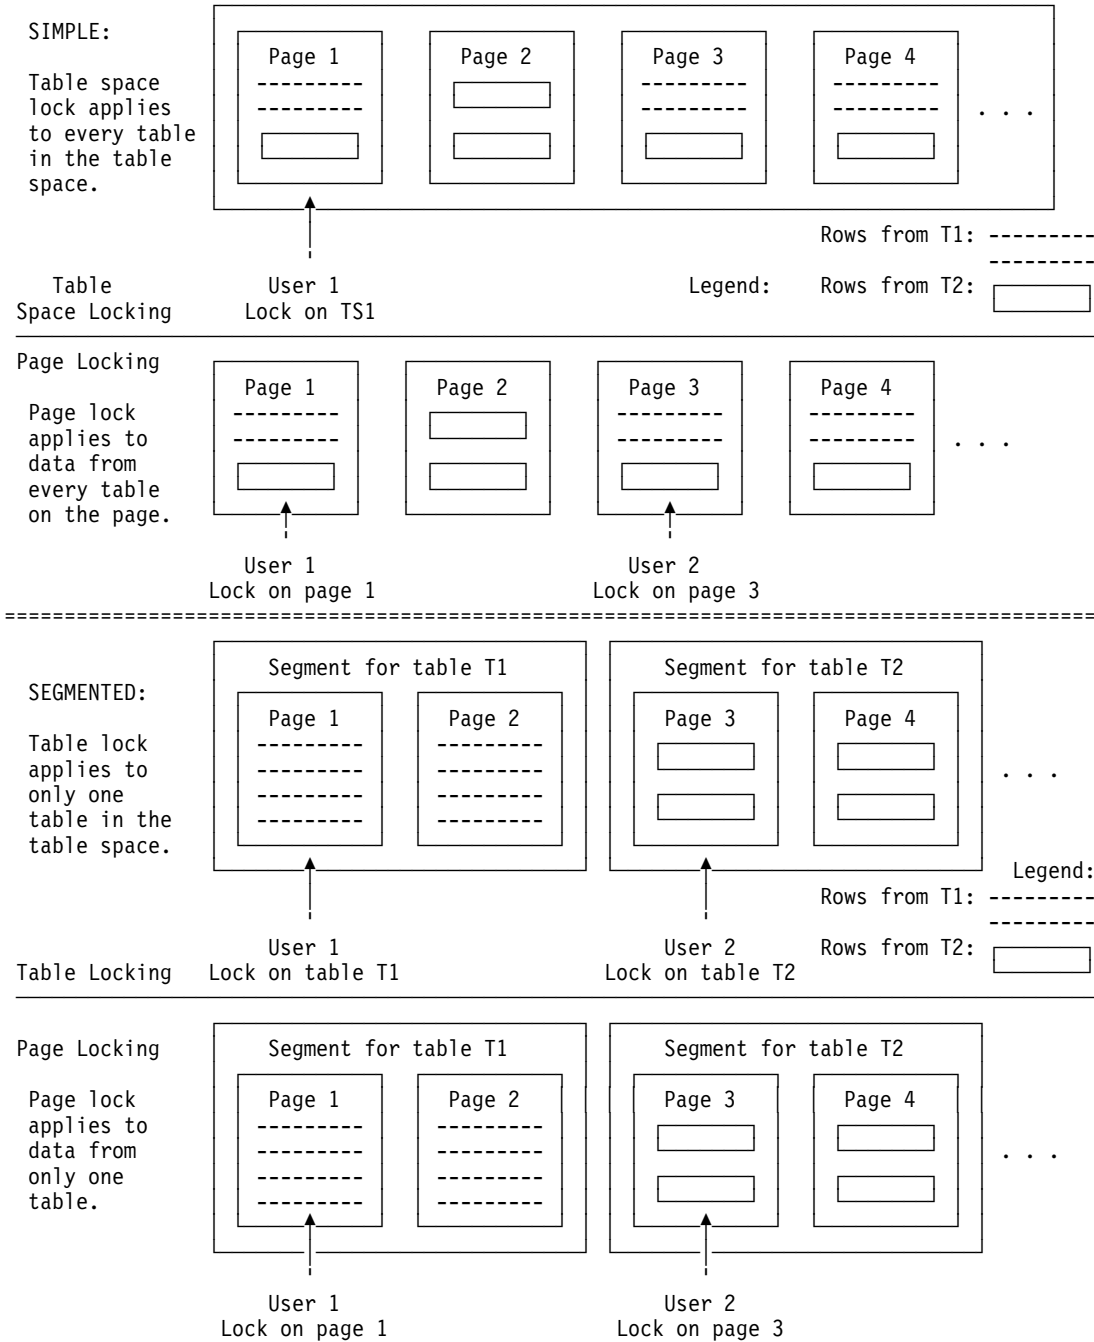 SIMPLE:
Table space
lock applies
to every table
in the table
space.
Page 1
Page 2
Page 3
Page 4
. . .
Rows from T1:
Legend:
Rows from T2:
User 1
Lock on TS1
Table
Space Locking
Page Locking
Page lock
applies to
data from
every table
on the page.
Page 1
Page 2
Page 3
Page 4
. . .
User 1
Lock on page 1
User 2
Lock on page 3
SEGMENTED:
Table lock
applies to
only one
table in the
table space.
Segment for table T1
Page 1
Page 2
Segment for table T2
Page 3
Page 4
. . .
Legend:
Rows from T1:
Rows from T2:
User 1
Lock on table T1
User 2
Lock on table T2
Table Locking
Page Locking
Page lock
applies to
data from
only one
table.
Segment for table T1
Page 1
Page 2
Segment for table T2
Page 3
Page 4
. . .
User 1
Lock on page 1
User 2
Lock on page 3